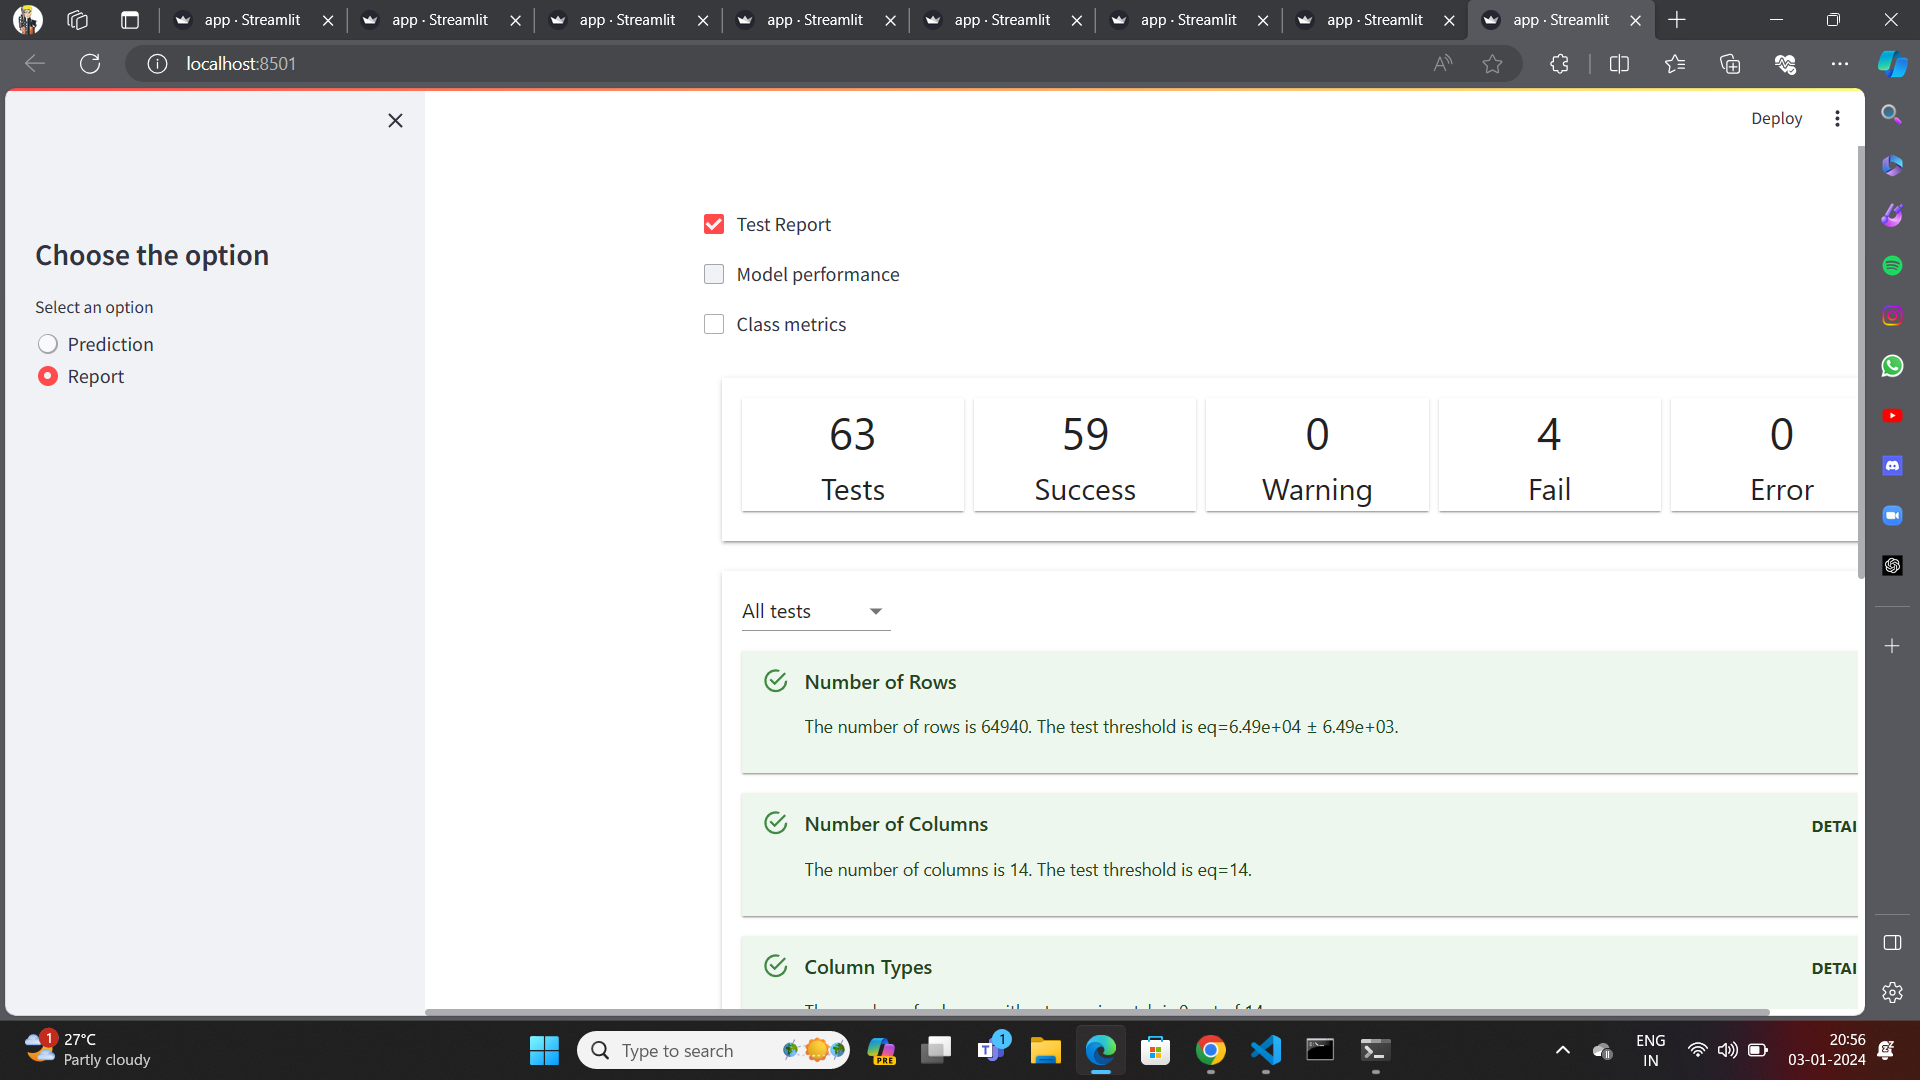 app · Streamlit
app · Streamlit
app · Streamlit
app · Streamlit
app · Streamlit
app · Streamlit
app · Streamlit
app · Streamlit
localhost:8501
Deploy
Choose the option
Select an option
Prediction
Report
Test Report
Model performance
Class metrics
63
Tests
59
Success
0
Warning
4
Fail
0
Error
All tests
Number of Rows
The number of rows is 64940. The test threshold is eq=6.49e+04 ± 6.49e+03.
Number of Columns
DETAI
The number of columns is 14. The test threshold is eq=14.
Column Types
DETAI
1
27°C
Partly cloudy
Type to search
PRE
1
ENG
IN
20:56
03-01-2024